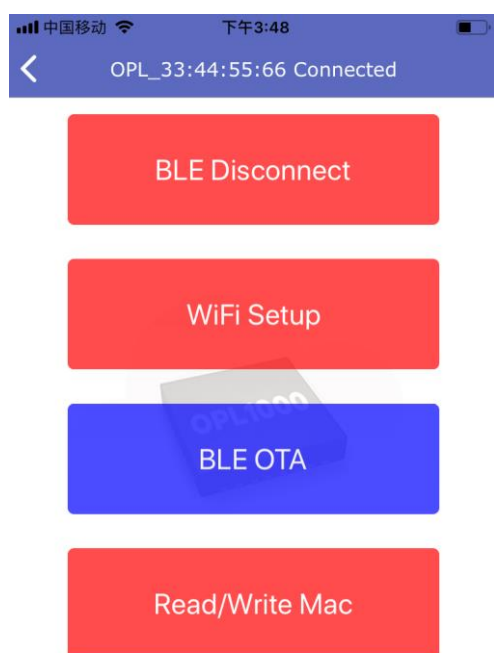 中国移动 下午3:48
OPL_33:44:55:66 Connected
BLE Disconnect
WiFi Setup
OPL1000
BLE OTA
Read/Write Mac